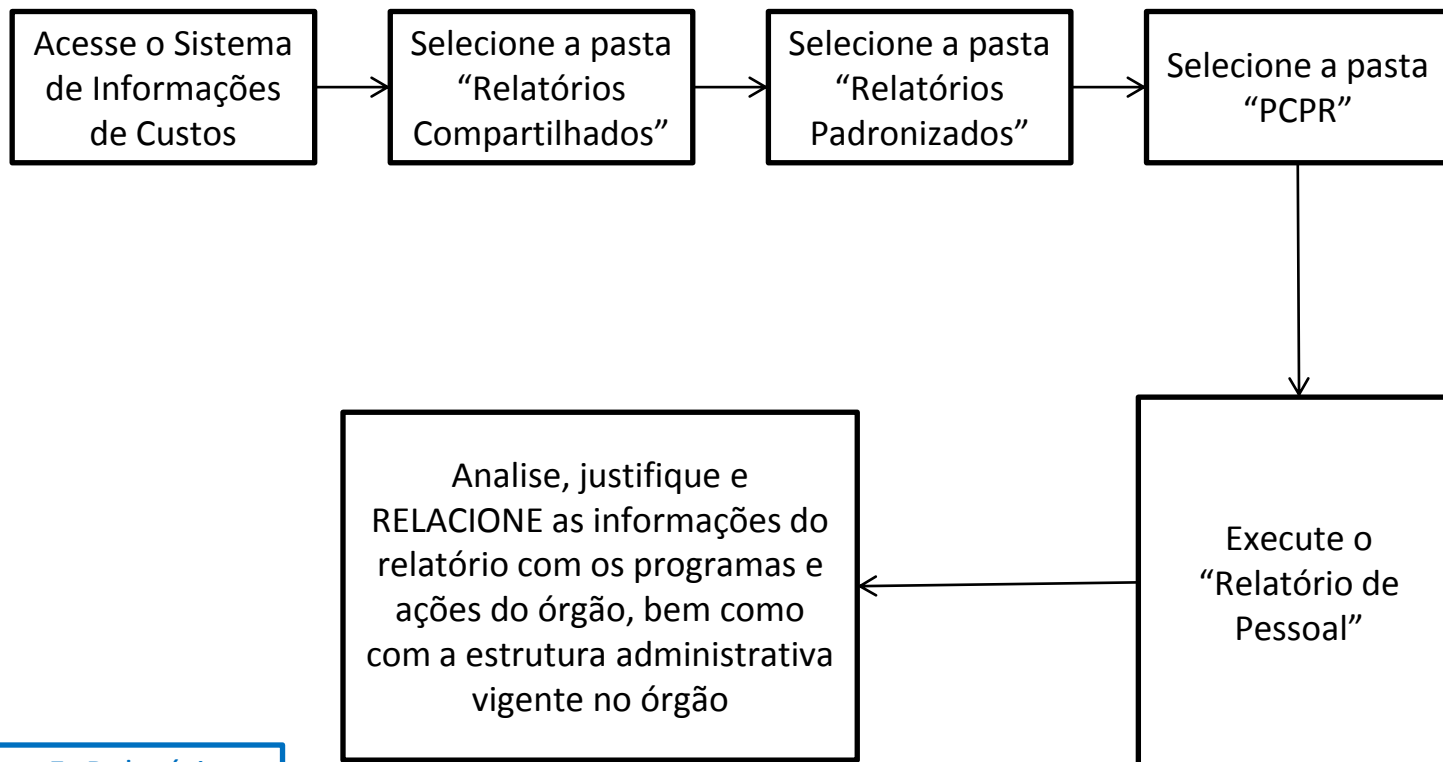 Acesse o Sistema
de Informações
de Custos
Selecione a pasta
“Relatórios
Compartilhados”
Selecione a pasta
“Relatórios
Padronizados”
Selecione a pasta
“PCPR”
Execute o
“Relatório de
Pessoal”
Analise, justifique e
RELACIONE as informações do
relatório com os programas e
ações do órgão, bem como
com a estrutura administrativa
vigente no órgão